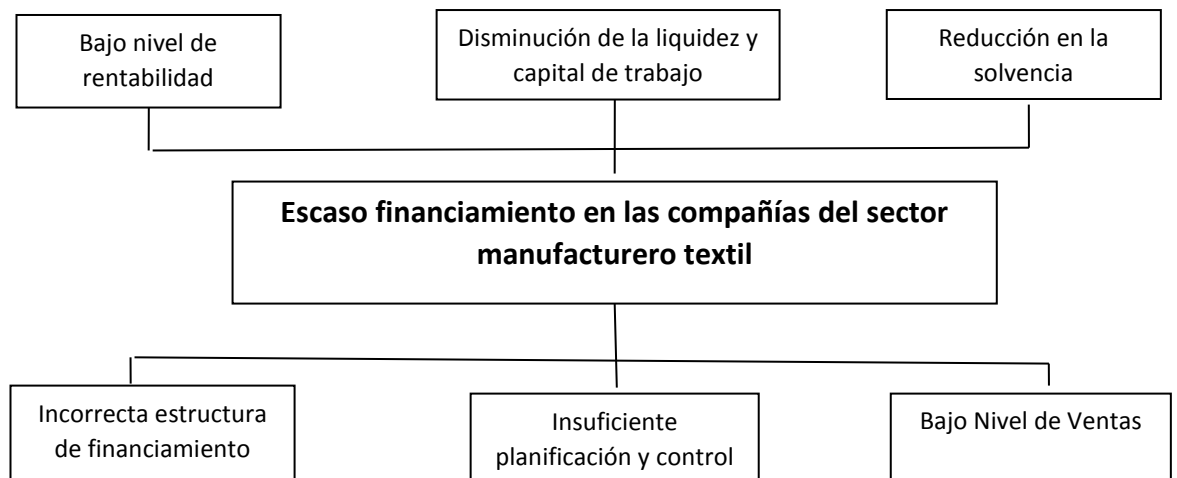 Bajo nivel de
rentabilidad
Disminución de la liquidez y
capital de trabajo
Reducción en la
solvencia
Escaso financiamiento en las compañías del sector
manufacturero textil
Incorrecta estructura
de financiamiento
Insuficiente
planificación y control
Bajo Nivel de Ventas